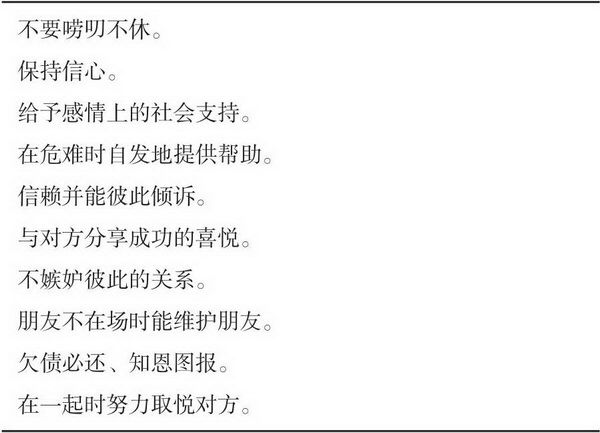 不要唠叨不休。
保持信心。
给予感情上的社会支持。
在危难时自发地提供帮助。
信赖并能彼此倾诉。
与对方分享成功的喜悦。
不嫉妒彼此的关系。
朋友不在场时能维护朋友。
欠债必还、知恩图报。
在一起时努力取悦对方。